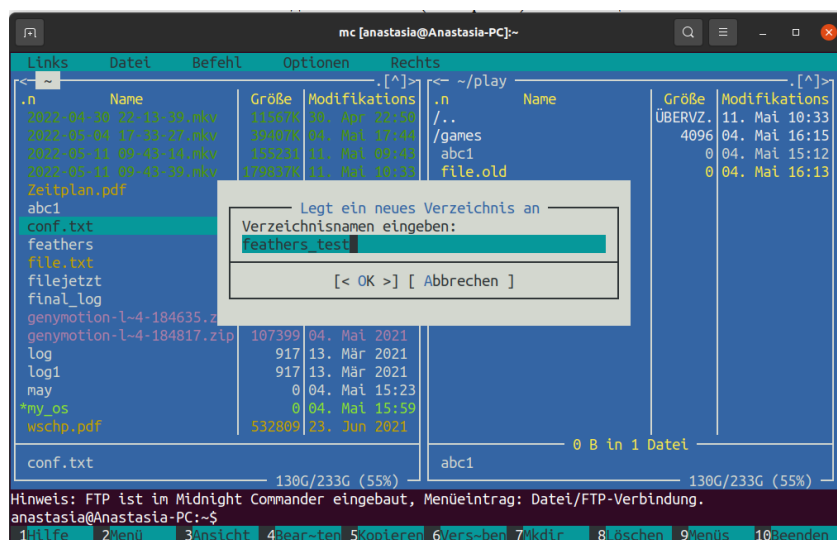 mc [anastasia@Anastasia-PC]:~
Links Datei Befehl Optionen Rechts
<- ~ .[^]> <- ~/play .[^]>
.n Name Größe Modifikations .n Name Größe Modifikations
2022-04-30 22-13-39.mkv 11567K 30. Apr 22:50 /.. ÜBERVZ. 11. Mai 10:33
2022-05-04 17-33-27.mkv 39407K 04. Mai 17:44 /games 4096 04. Mai 16:15
2022-05-11 09-43-14.mkv 155231 11. Mai 09:43 abc1 0 04. Mai 15:12
2022-05-11 09-43-39.mkv 179837K 11. Mai 10:33 file.old 0 04. Mai 16:13
Zeitplan.pdf
abc1 Legt ein neues Verzeichnis an
conf.txt Verzeichnisnamen eingeben:
feathers feathers_test
file.txt
filejetzt [< OK >] [ Abbrechen ]
final_log
genymotion-l~4-184635.z
genymotion-l~4-184817.zip 107399 04. Mai 2021
log 917 13. Mär 2021
log1 917 13. Mär 2021
may 0 04. Mai 15:23
*my_os 0 04. Mai 15:59
wschp.pdf 532809 23. Jun 2021
0 B in 1 Datei
conf.txt abc1
130G/233G (55%) 130G/233G (55%)
Hinweis: FTP ist im Midnight Commander eingebaut, Menüeintrag: Datei/FTP-Verbindung.
anastasia@Anastasia-PC:~$
1Hilfe 2Menü 3Ansicht 4Bear~ten 5Kopieren 6Vers~ben 7Mkdir 8Löschen 9Menüs 10Beenden